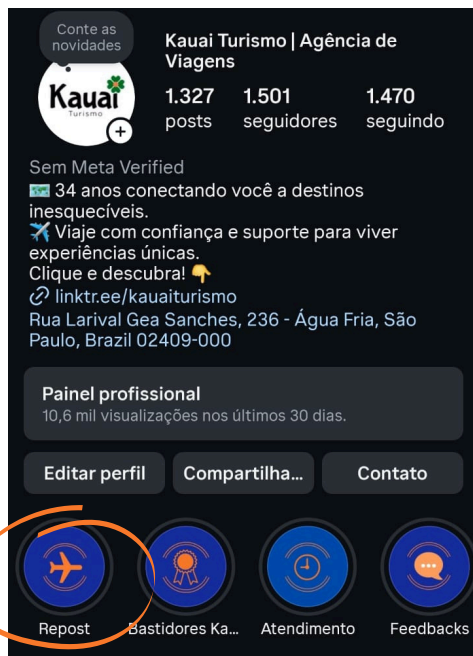 Conte as
novidades
Kauai Turismo | Agência de
Viagens
Kauaí
Turismo
1.327 1.501 1.470
posts seguidores seguindo
Sem Meta Verified
🗺️ 34 anos conectando você a destinos
inesquecíveis.
✈️ Viaje com confiança e suporte para viver
experiências únicas.
Clique e descubra! 👇
linktr.ee/kauaiturismo
Rua Larival Gea Sanches, 236 - Água Fria, São
Paulo, Brazil 02409-000
Painel profissional
10,6 mil visualizações nos últimos 30 dias.
Editar perfil Compartilha... Contato
Repost Bastidores Ka... Atendimento Feedbacks